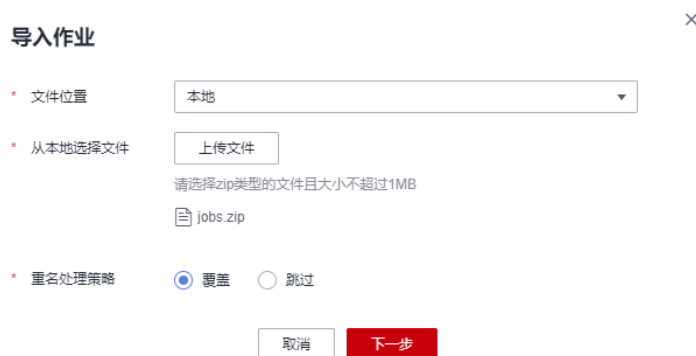 导入作业
* 文件位置 本地
* 从本地选择文件 上传文件
请选择zip类型的文件且大小不超过1MB
jobs.zip
* 重名处理策略 覆盖 跳过
取消 下一步